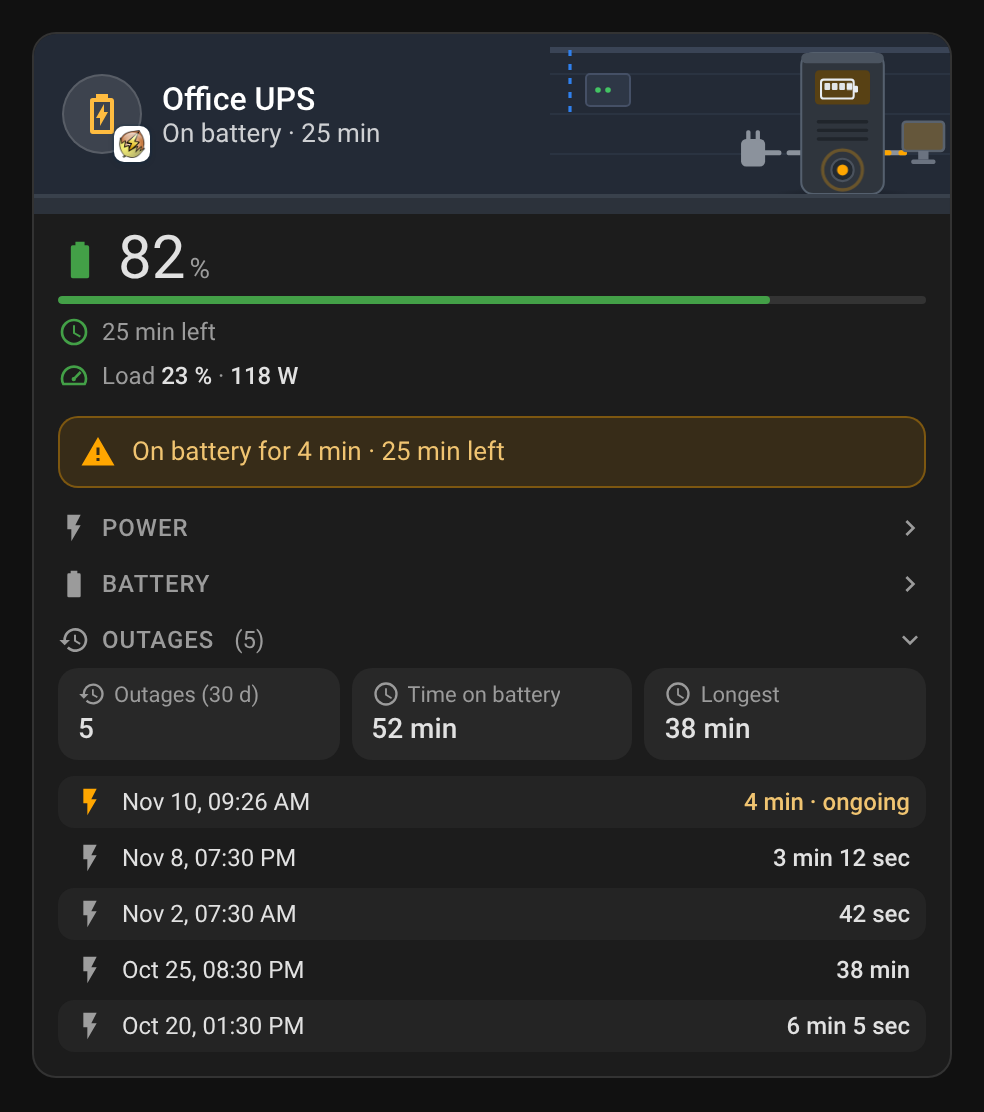 Office UPS
On battery · 25 min
82 %
25 min left
Load 23 % · 118 W
On battery for 4 min · 25 min left
POWER
BATTERY
OUTAGES (5)
Outages (30 d) Time on battery Longest
5 52 min 38 min
Nov 10, 09:26 AM 4 min · ongoing
Nov 8, 07:30 PM 3 min 12 sec
Nov 2, 07:30 AM 42 sec
Oct 25, 08:30 PM 38 min
Oct 20, 01:30 PM 6 min 5 sec